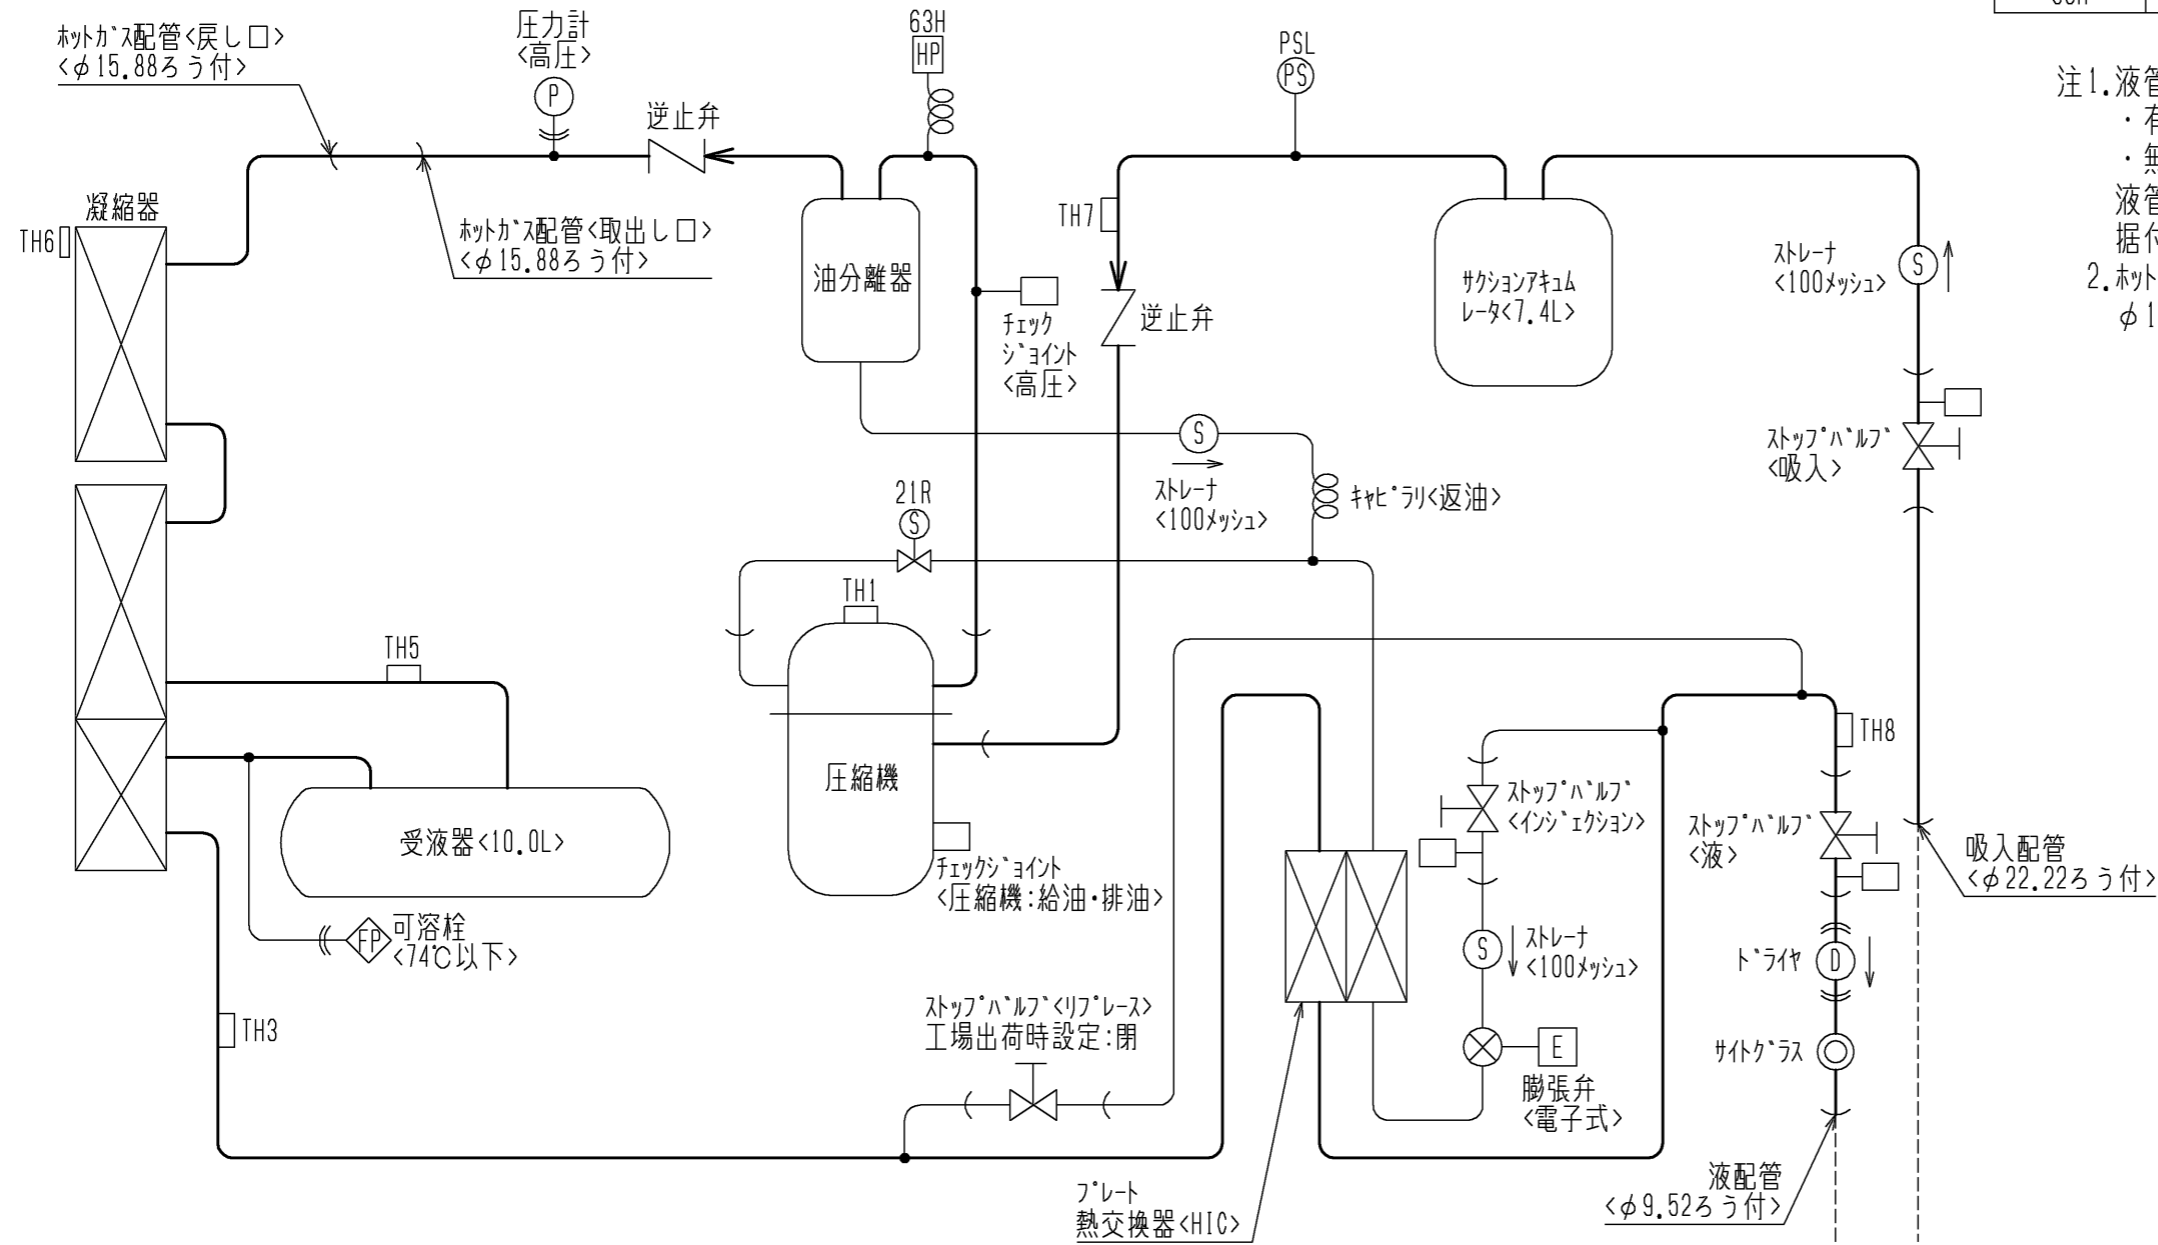 ホットガス配管<戻し口>
<φ15.88ろう付>
圧力計
<高圧>
P
63H
HP
逆止弁
PSL
PS
注1.液管
・有
・無
液管
据付
2.ホット
φ1
凝縮器
TH6
ホットガス配管<取出し口>
<φ15.88ろう付>
油分離器
チェック
ジョイント
<高圧>
TH7
逆止弁
サクションアキュム
レータ<7.4L>
ストレーナ
<100メッシュ>
S
ストップバルブ
<吸入>
S
ストレーナ
<100メッシュ>
キャピラリ<返油>
21R
S
TH1
TH5
圧縮機
チェックジョイント
<圧縮機:給油・排油>
受液器<10.0L>
FP
可溶栓
<74℃以下>
TH3
ストップバルブ<リプレース>
工場出荷時設定:閉
ストップバルブ
<インジェクション>
S
ストレーナ
<100メッシュ>
E
膨張弁
<電子式>
プレート
熱交換器<HIC>
TH8
ストップバルブ
<液>
ドライヤ
D
サイトグラス
液配管
<φ9.52ろう付>
吸入配管
<φ22.22ろう付>